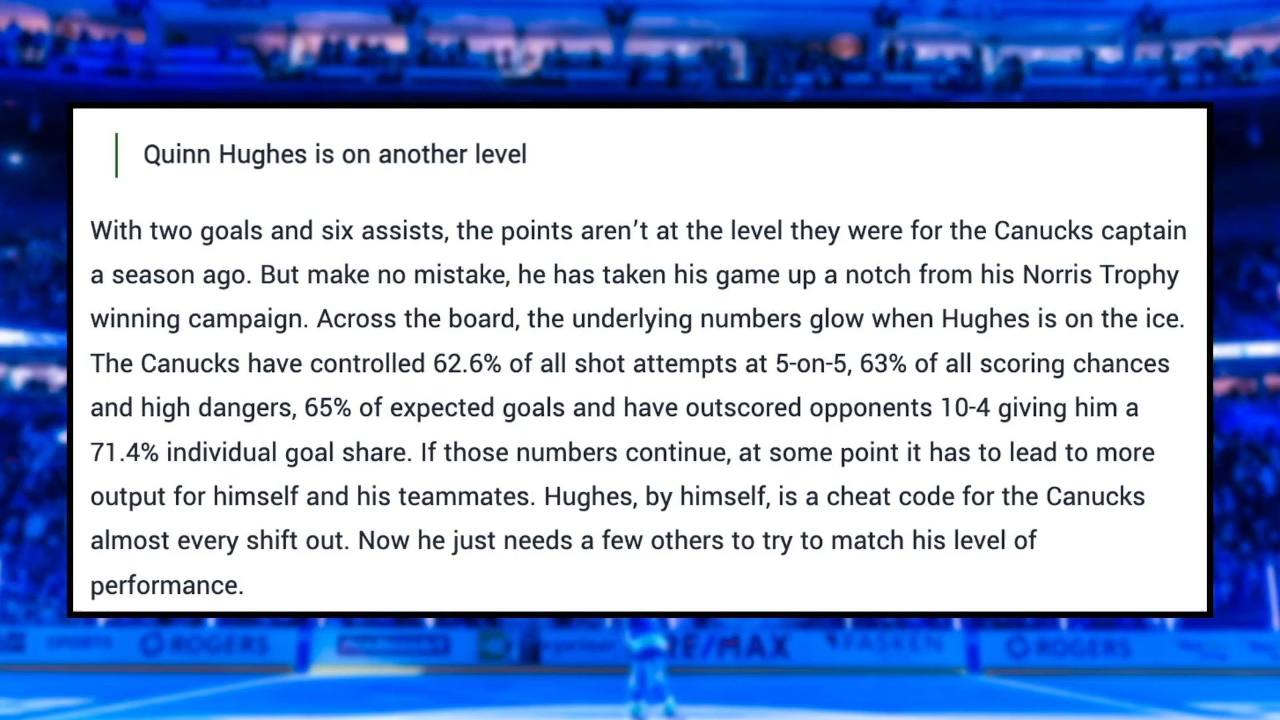 Quinn Hughes is on another level
With two goals and six assists, the points aren’t at the level they were for the Canucks captain
a season ago. But make no mistake, he has taken his game up a notch from his Norris Trophy
winning campaign. Across the board, the underlying numbers glow when Hughes is on the ice.
The Canucks have controlled 62.6% of all shot attempts at 5-on-5, 63% of all scoring chances
and high dangers, 65% of expected goals and have outscored opponents 10-4 giving him a
71.4% individual goal share. If those numbers continue, at some point it has to lead to more
output for himself and his teammates. Hughes, by himself, is a cheat code for the Canucks
almost every shift out. Now he just needs a few others to try to match his level of
performance.
SPORTS ROGERS RE/MAX FASKEN ROGERS